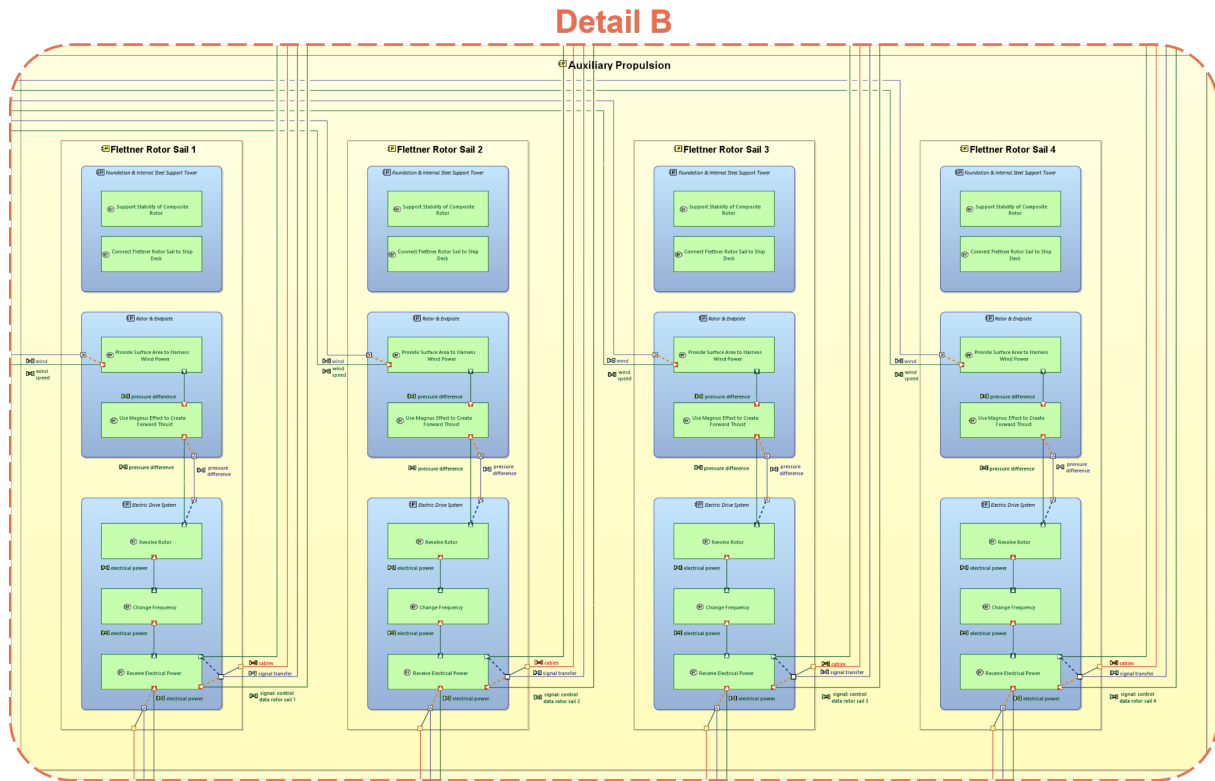 Detail B
Auxiliary Propulsion
Flettner Rotor Sail 1
Foundation & Internal Steel Support Tower
Support Stability of Composite
Rotor
Connect Flettner Rotor Sail to Ship
Deck
Rotor & Endplate
Provide Surface Area to Harness
Wind Power
wind
wind
speed
pressure difference
Use Magnus Effect to Create
Forward Thrust
pressure difference
pressure
difference
Electric Drive System
Revolve Rotor
electrical power
Change Frequency
electrical power
Receive Electrical Power
cables
signal transfer
electrical power
signal: control
data rotor sail 1
Flettner Rotor Sail 2
Foundation & Internal Steel Support Tower
Support Stability of Composite
Rotor
Connect Flettner Rotor Sail to Ship
Deck
Rotor & Endplate
Provide Surface Area to Harness
Wind Power
wind
wind
speed
pressure difference
Use Magnus Effect to Create
Forward Thrust
pressure difference
pressure
difference
Electric Drive System
Revolve Rotor
electrical power
Change Frequency
electrical power
Receive Electrical Power
cables
signal transfer
electrical power
signal: control
data rotor sail 2
Flettner Rotor Sail 3
Foundation & Internal Steel Support Tower
Support Stability of Composite
Rotor
Connect Flettner Rotor Sail to Ship
Deck
Rotor & Endplate
Provide Surface Area to Harness
Wind Power
wind
wind
speed
pressure difference
Use Magnus Effect to Create
Forward Thrust
pressure difference
pressure
difference
Electric Drive System
Revolve Rotor
electrical power
Change Frequency
electrical power
Receive Electrical Power
cables
signal transfer
electrical power
signal: control
data rotor sail 3
Flettner Rotor Sail 4
Foundation & Internal Steel Support Tower
Support Stability of Composite
Rotor
Connect Flettner Rotor Sail to Ship
Deck
Rotor & Endplate
Provide Surface Area to Harness
Wind Power
wind
wind
speed
pressure difference
Use Magnus Effect to Create
Forward Thrust
pressure difference
pressure
difference
Electric Drive System
Revolve Rotor
electrical power
Change Frequency
electrical power
Receive Electrical Power
cables
signal transfer
electrical power
signal: control
data rotor sail 4